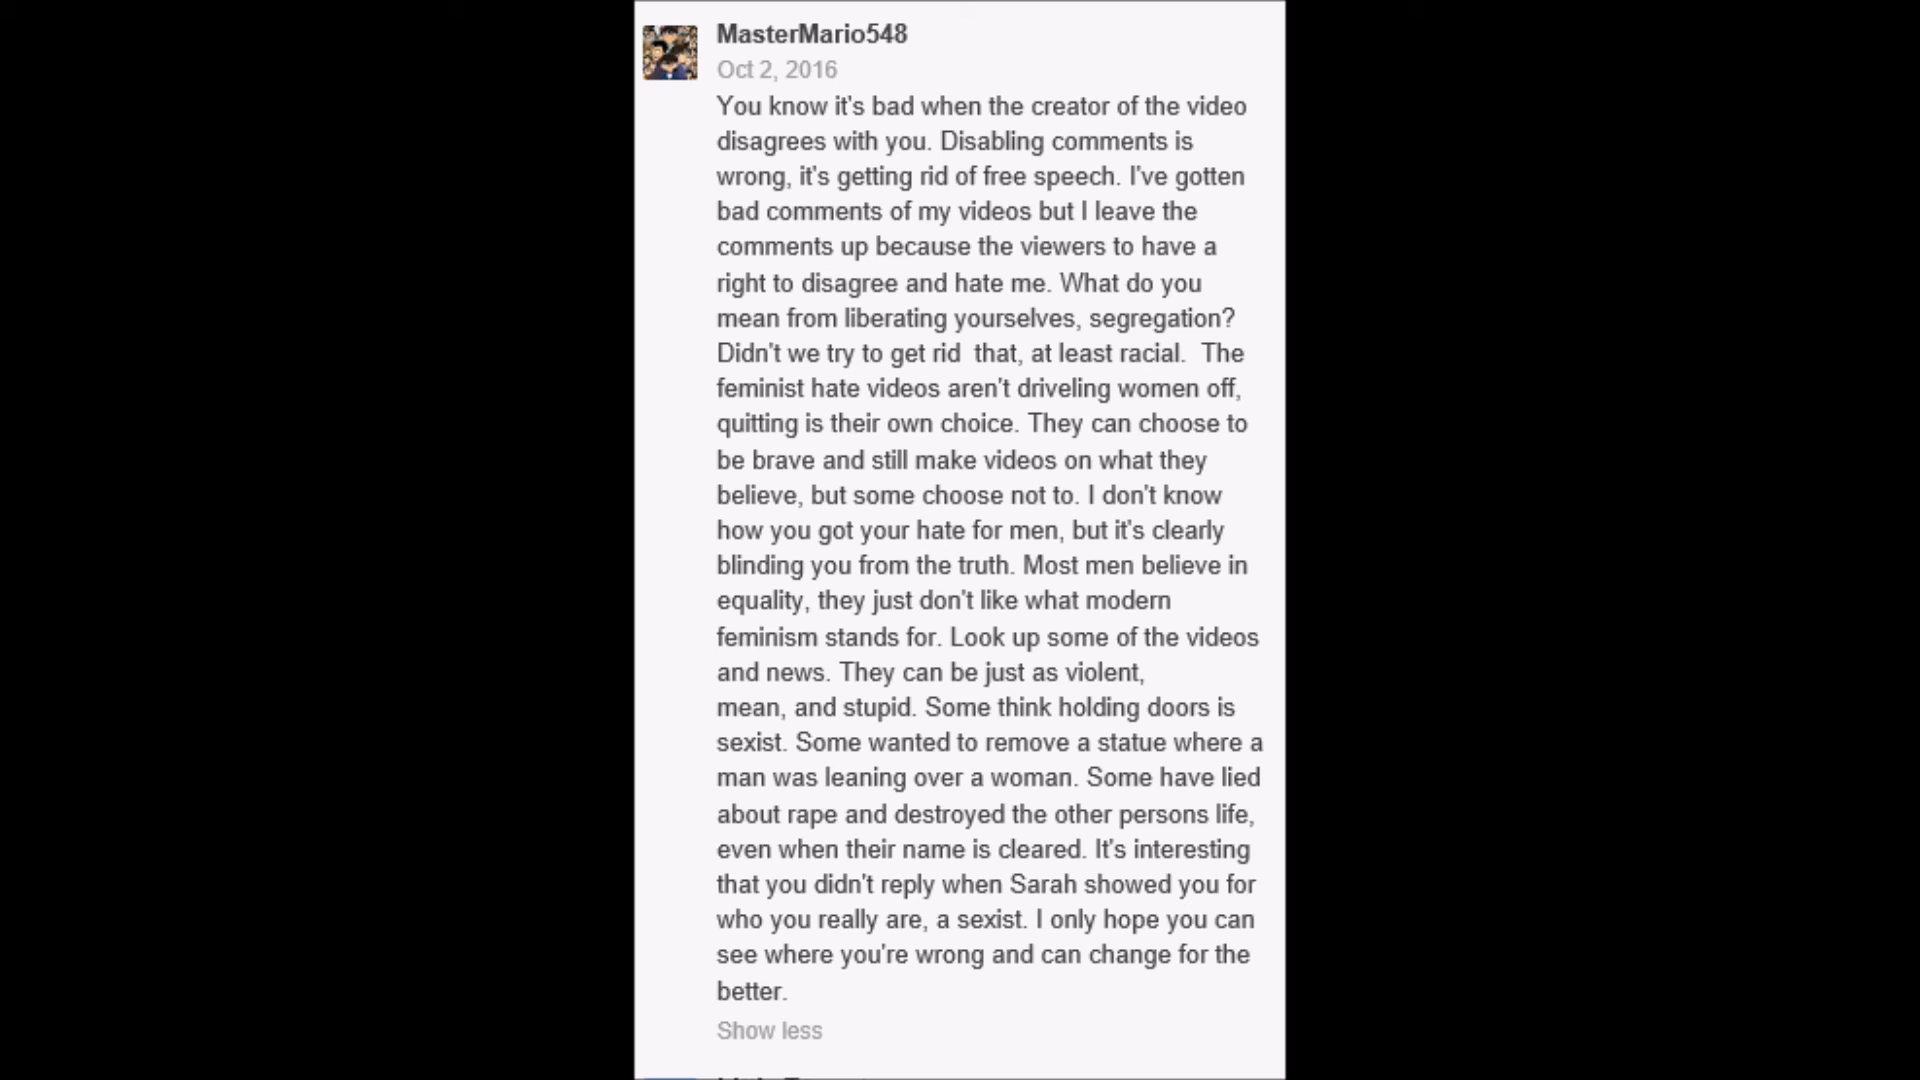 MasterMario548
Oct 2, 2016
You know it's bad when the creator of the video
disagrees with you. Disabling comments is
wrong, it's getting rid of free speech. I've gotten
bad comments of my videos but I leave the
comments up because the viewers to have a
right to disagree and hate me. What do you
mean from liberating yourselves, segregation?
Didn't we try to get rid  that, at least racial.  The
feminist hate videos aren't driveling women off,
quitting is their own choice. They can choose to
be brave and still make videos on what they
believe, but some choose not to. I don't know
how you got your hate for men, but it's clearly
blinding you from the truth. Most men believe in
equality, they just don't like what modern
feminism stands for. Look up some of the videos
and news. They can be just as violent,
mean, and stupid. Some think holding doors is
sexist. Some wanted to remove a statue where a
man was leaning over a woman. Some have lied
about rape and destroyed the other persons life,
even when their name is cleared. It's interesting
that you didn't reply when Sarah showed you for
who you really are, a sexist. I only hope you can
see where you're wrong and can change for the
better.
Show less